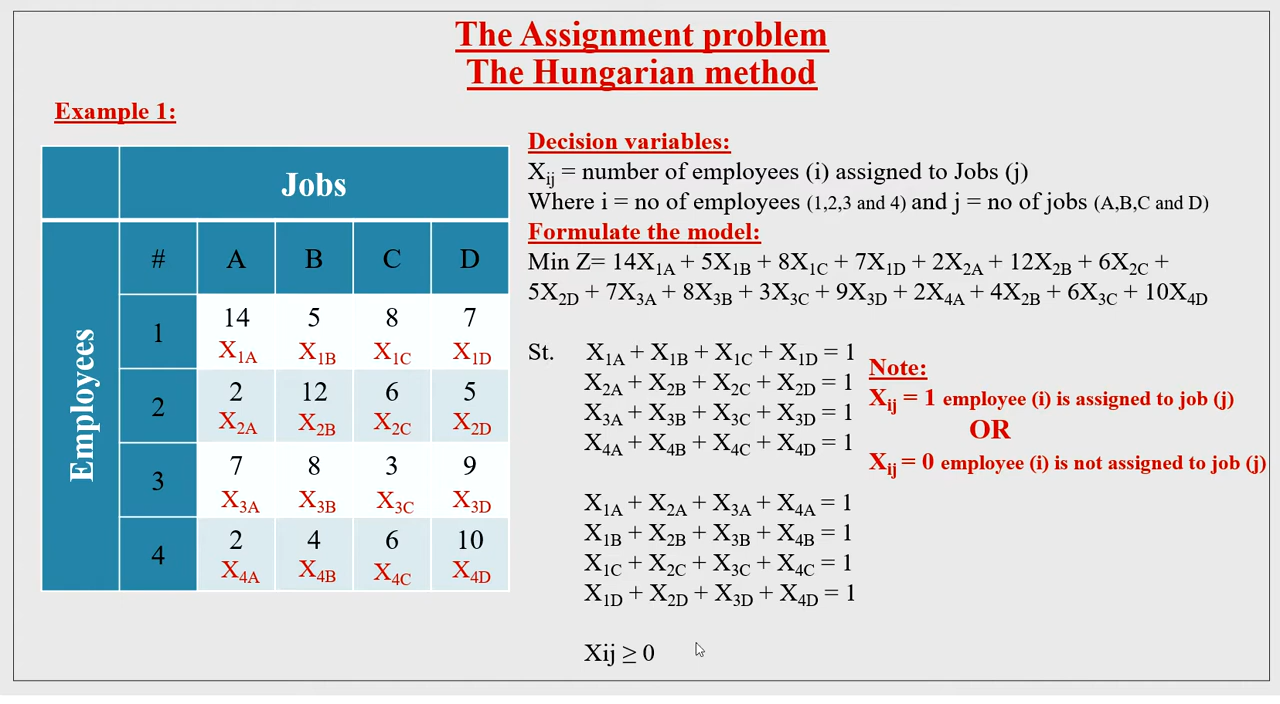 The Assignment problem
The Hungarian method
Example 1:
Jobs
Employees
# A B C D
1 14 5 8 7
X1A X1B X1C X1D
2 2 12 6 5
X2A X2B X2C X2D
3 7 8 3 9
X3A X3B X3C X3D
4 2 4 6 10
X4A X4B X4C X4D
Decision variables:
Xij = number of employees (i) assigned to Jobs (j)
Where i = no of employees (1,2,3 and 4) and j = no of jobs (A,B,C and D)
Formulate the model:
Min Z= 14X1A + 5X1B + 8X1C + 7X1D + 2X2A + 12X2B + 6X2C +
5X2D + 7X3A + 8X3B + 3X3C + 9X3D + 2X4A + 4X2B + 6X3C + 10X4D
St. X1A + X1B + X1C + X1D = 1
X2A + X2B + X2C + X2D = 1
X3A + X3B + X3C + X3D = 1
X4A + X4B + X4C + X4D = 1
X1A + X2A + X3A + X4A = 1
X1B + X2B + X3B + X4B = 1
X1C + X2C + X3C + X4C = 1
X1D + X2D + X3D + X4D = 1
Xij ≥ 0
Note:
Xij = 1 employee (i) is assigned to job (j)
OR
Xij = 0 employee (i) is not assigned to job (j)